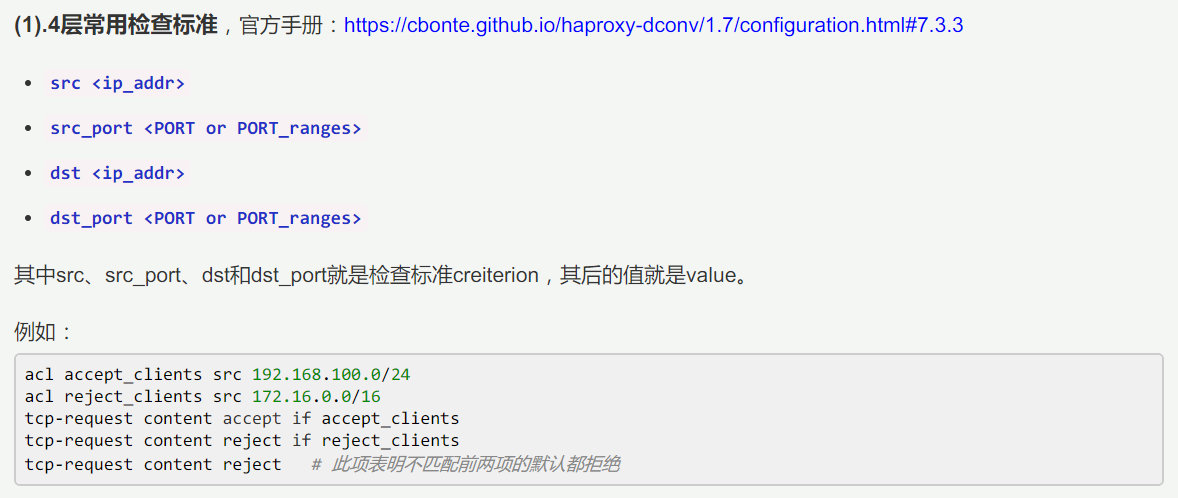 (1).4层常用检查标准，官方手册：https://cbonte.github.io/haproxy-dconv/1.7/configuration.html#7.3.3
• src <ip_addr>
• src_port <PORT or PORT_ranges>
• dst <ip_addr>
• dst_port <PORT or PORT_ranges>
其中src、src_port、dst和dst_port就是检查标准creiterion，其后的值就是value。
例如：
acl accept_clients src 192.168.100.0/24
acl reject_clients src 172.16.0.0/16
tcp-request content accept if accept_clients
tcp-request content reject if reject_clients
tcp-request content reject   # 此项表明不匹配前两项的默认都拒绝